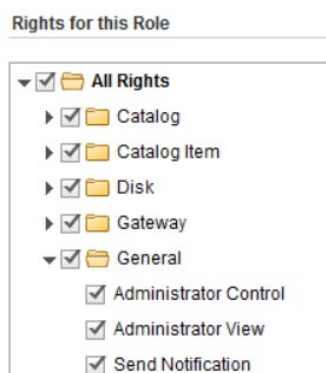 Rights for this Role
All Rights
Catalog
Catalog Item
Disk
Gateway
General
Administrator Control
Administrator View
Send Notification